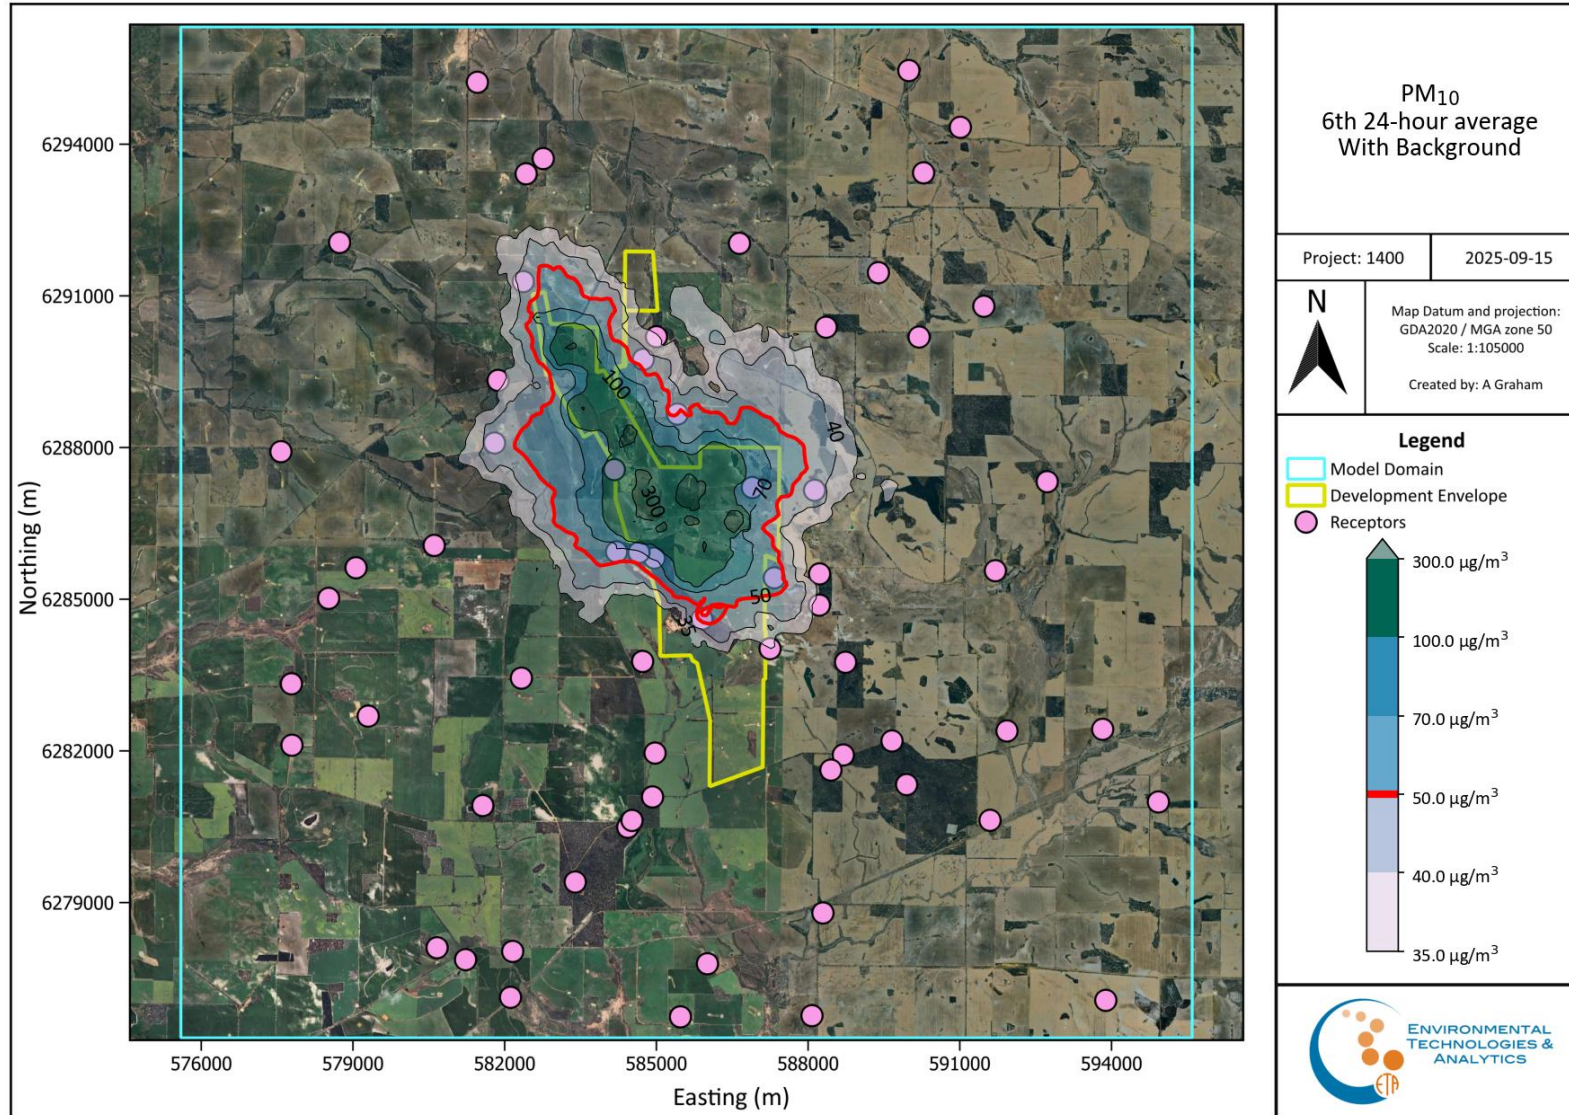 PM₁₀
6th 24-hour average
With Background
Project: 1400
2025-09-15
N
Map Datum and projection:
GDA2020 / MGA zone 50
Scale: 1:105000
Created by: A Graham
Legend
Model Domain
Development Envelope
Receptors
300.0 µg/m³
100.0 µg/m³
70.0 µg/m³
50.0 µg/m³
40.0 µg/m³
35.0 µg/m³
ENVIRONMENTAL
TECHNOLOGIES &
ANALYTICS
ETA
Northing (m)
6294000
6291000
6288000
6285000
6282000
6279000
576000
579000
582000
585000
588000
591000
594000
Easting (m)
100
40
300
70
50
35